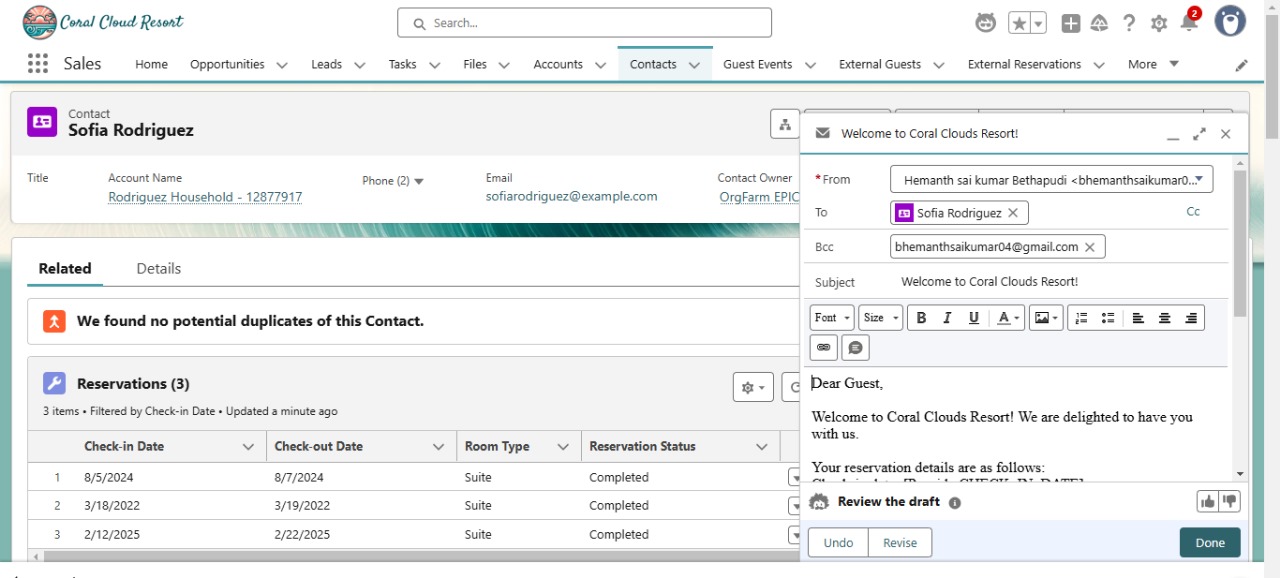 Coral Cloud Resort
Search...
2
Sales Home Opportunities Leads Tasks Files Accounts Contacts Guest Events External Guests External Reservations More
Contact
Sofia Rodriguez
Title
Account Name
Rodriguez Household - 12877917
Phone (2)
Email
sofiarodriguez@example.com
Contact Owner
OrgFarm EPIC
Related Details
We found no potential duplicates of this Contact.
Reservations (3)
3 items • Filtered by Check-in Date • Updated a minute ago
Check-in Date Check-out Date Room Type Reservation Status
1 8/5/2024 8/7/2024 Suite Completed
2 3/18/2022 3/19/2022 Suite Completed
3 2/12/2025 2/22/2025 Suite Completed
Welcome to Coral Clouds Resort!
*From Hemanth sai kumar Bethapudi <bhemanthsaikumar0...
To Sofia Rodriguez Cc
Bcc bhemanthsaikumar04@gmail.com
Subject Welcome to Coral Clouds Resort!
Font Size B I U A
Dear Guest,
Welcome to Coral Clouds Resort! We are delighted to have you
with us.
Your reservation details are as follows:
Review the draft
Undo Revise Done